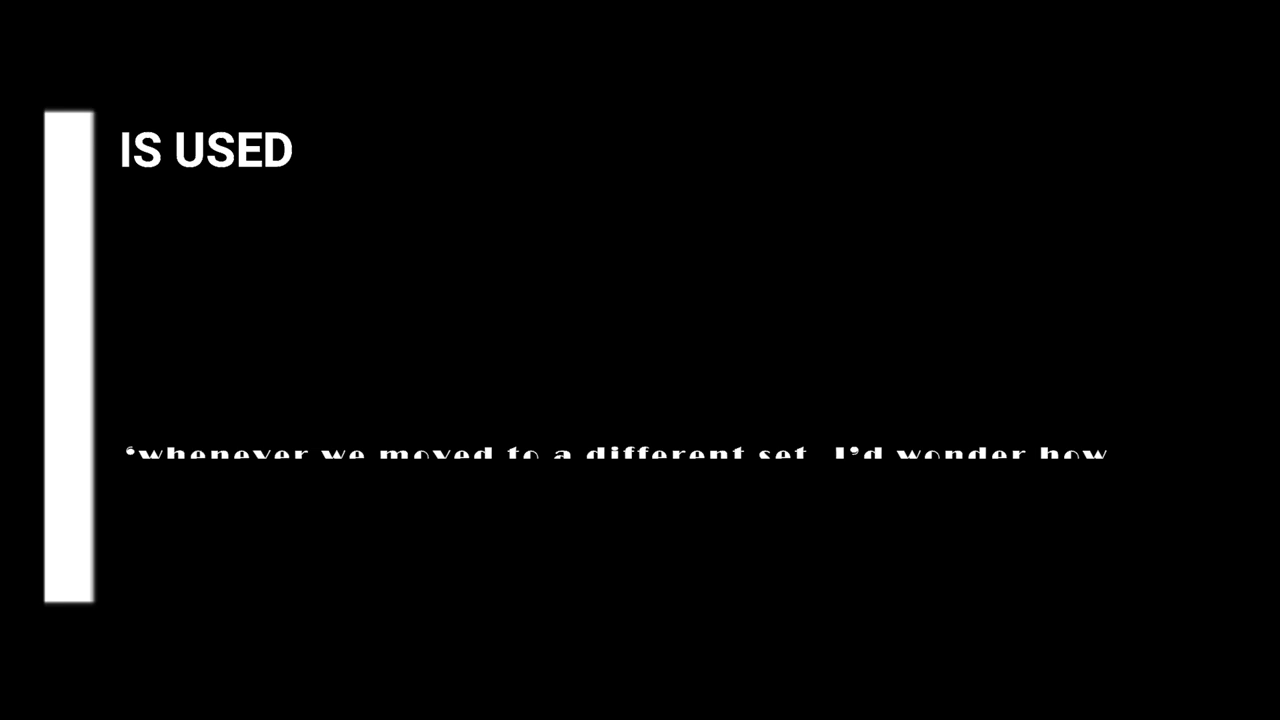 IS USED
‘whenever we moved to a different set, I’d wonder how